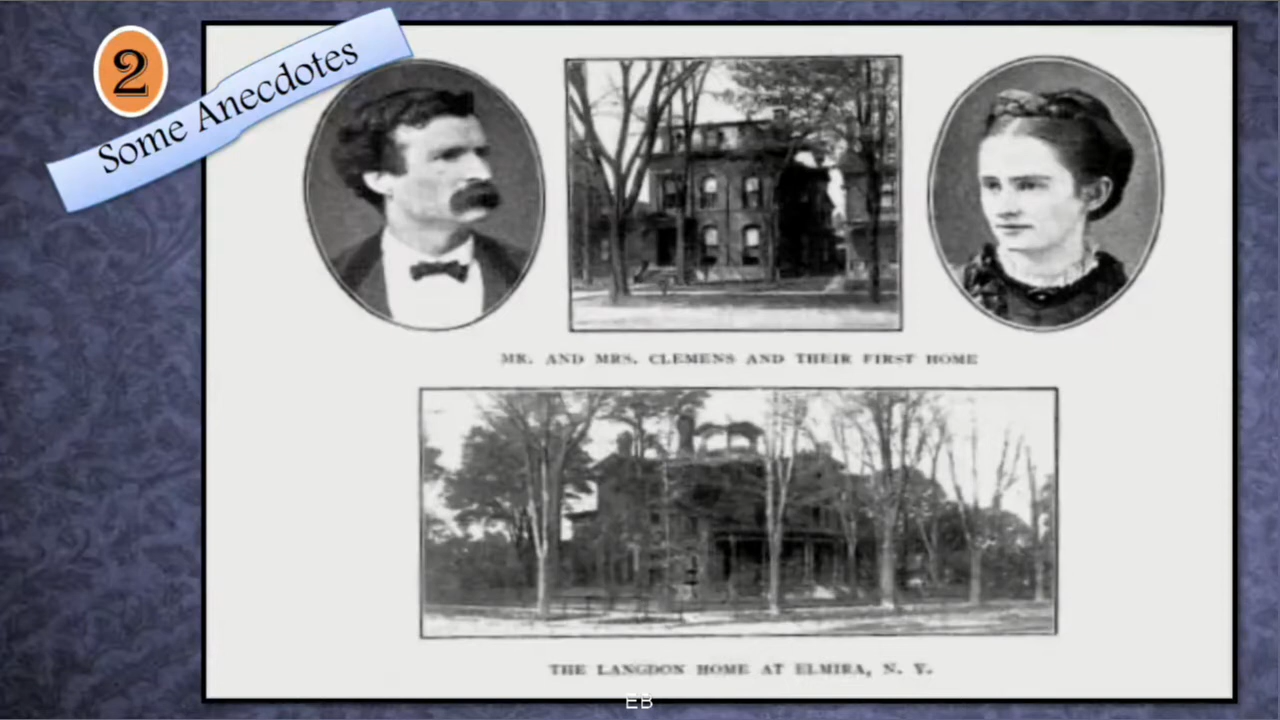 2
Some Anecdotes
MR. AND MRS. CLEMENS AND THEIR FIRST HOME
THE LANGDON HOME AT ELMIRA, N. Y.
EB